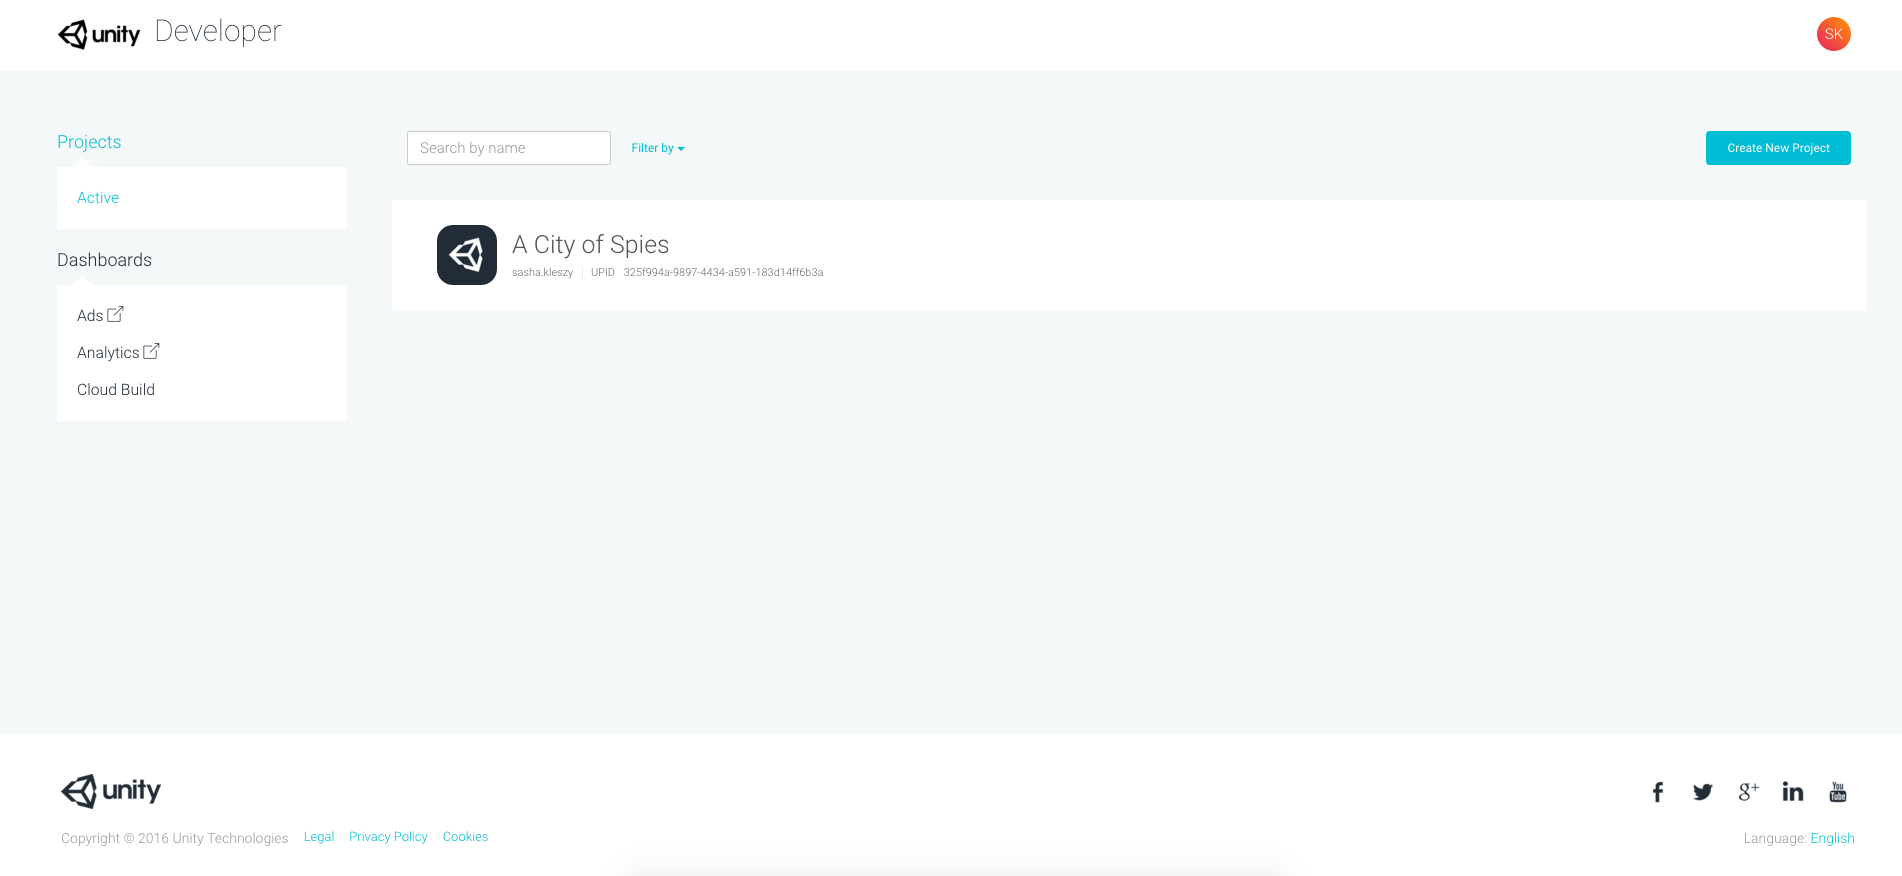 unity Developer
SK
Projects
Active
Dashboards
Ads
Analytics
Cloud Build
Search by name
Filter by
Create New Project
A City of Spies
sasha.kleszy UPID 325f994a-9897-4434-a591-183d14ff6b3a
unity
f g+ in You Tube
Copyright © 2016 Unity Technologies Legal Privacy Policy Cookies
Language: English